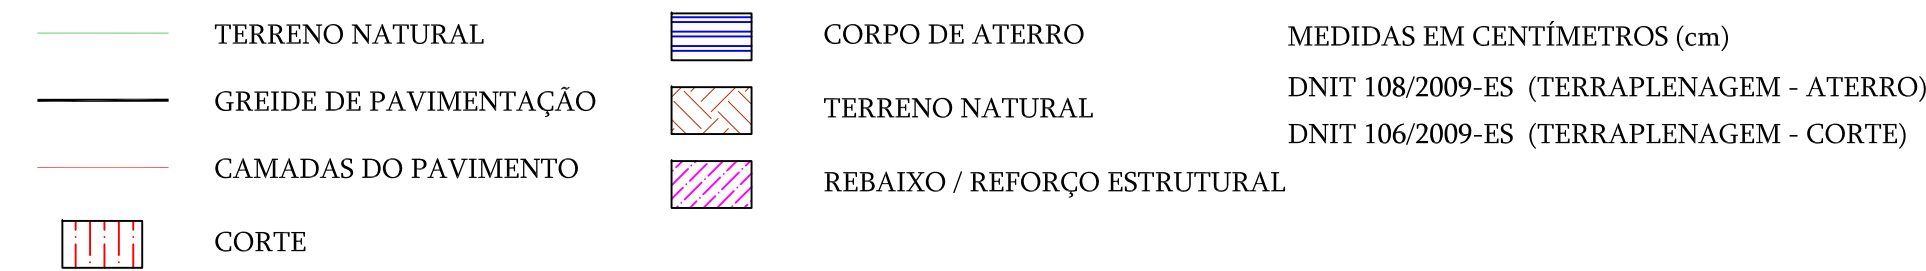 TERRENO NATURAL
GREIDE DE PAVIMENTAÇÃO
CAMADAS DO PAVIMENTO
CORTE
CORPO DE ATERRO
TERRENO NATURAL
REBAIXO / REFORÇO ESTRUTURAL
MEDIDAS EM CENTÍMETROS (cm)
DNIT 108/2009-ES (TERRAPLENAGEM - ATERRO)
DNIT 106/2009-ES (TERRAPLENAGEM - CORTE)